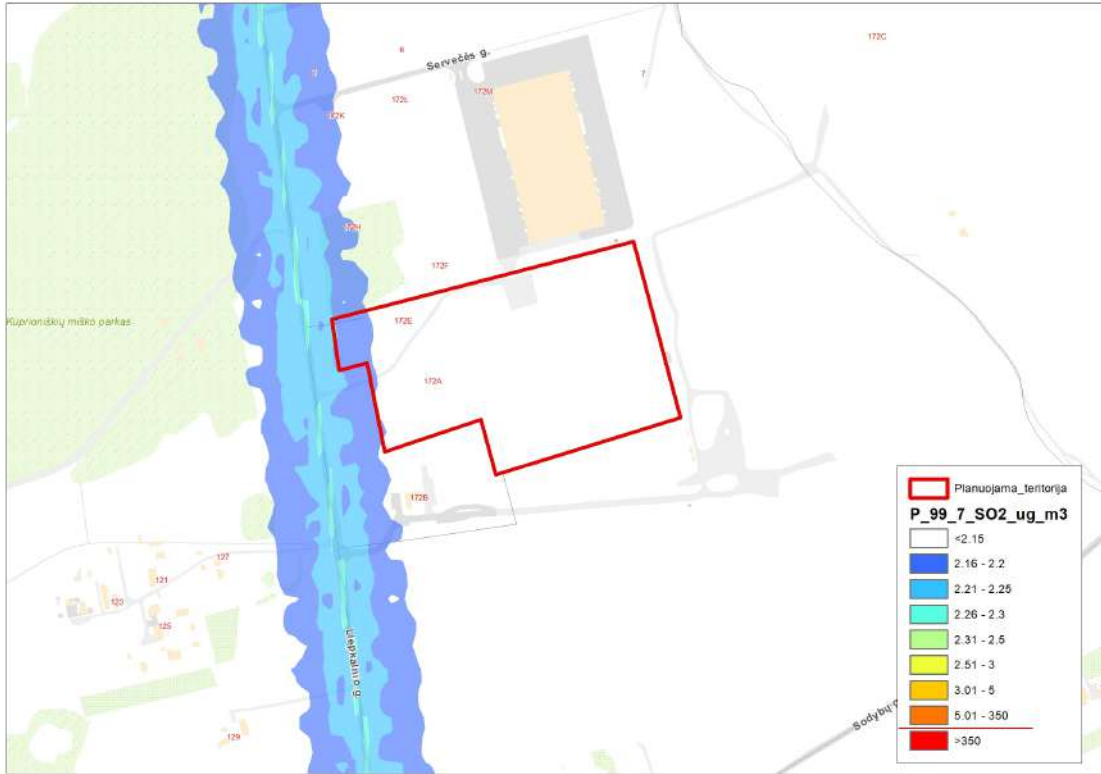 6
172C
Servečės g.
7
7
172L
172M
172K
172H
172F
Kuprioniškių miško parkas
172E
172A
172B
127
121
123
125
129
Liepkalnio g.
Planuojama_teritorija
P_99_7_SO2_ug_m3
<2.15
2.16 - 2.2
2.21 - 2.25
2.26 - 2.3
2.31 - 2.5
2.51 - 3
3.01 - 5
5.01 - 350
>350
Sodybų